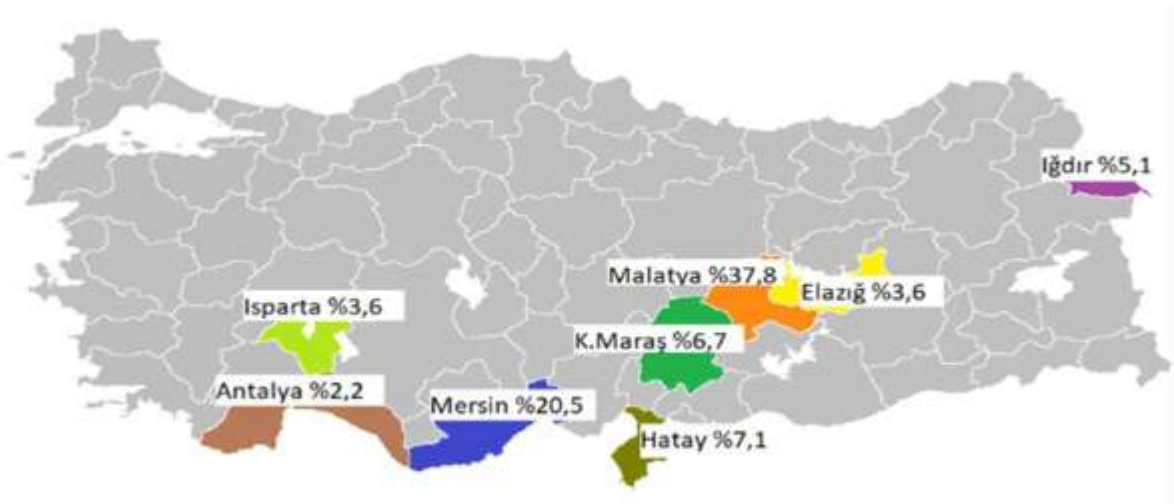 Iğdır %5,1
Malatya %37,8
Elazığ %3,6
Isparta %3,6
K.Maraş %6,7
Antalya %2,2
Mersin %20,5
Hatay %7,1